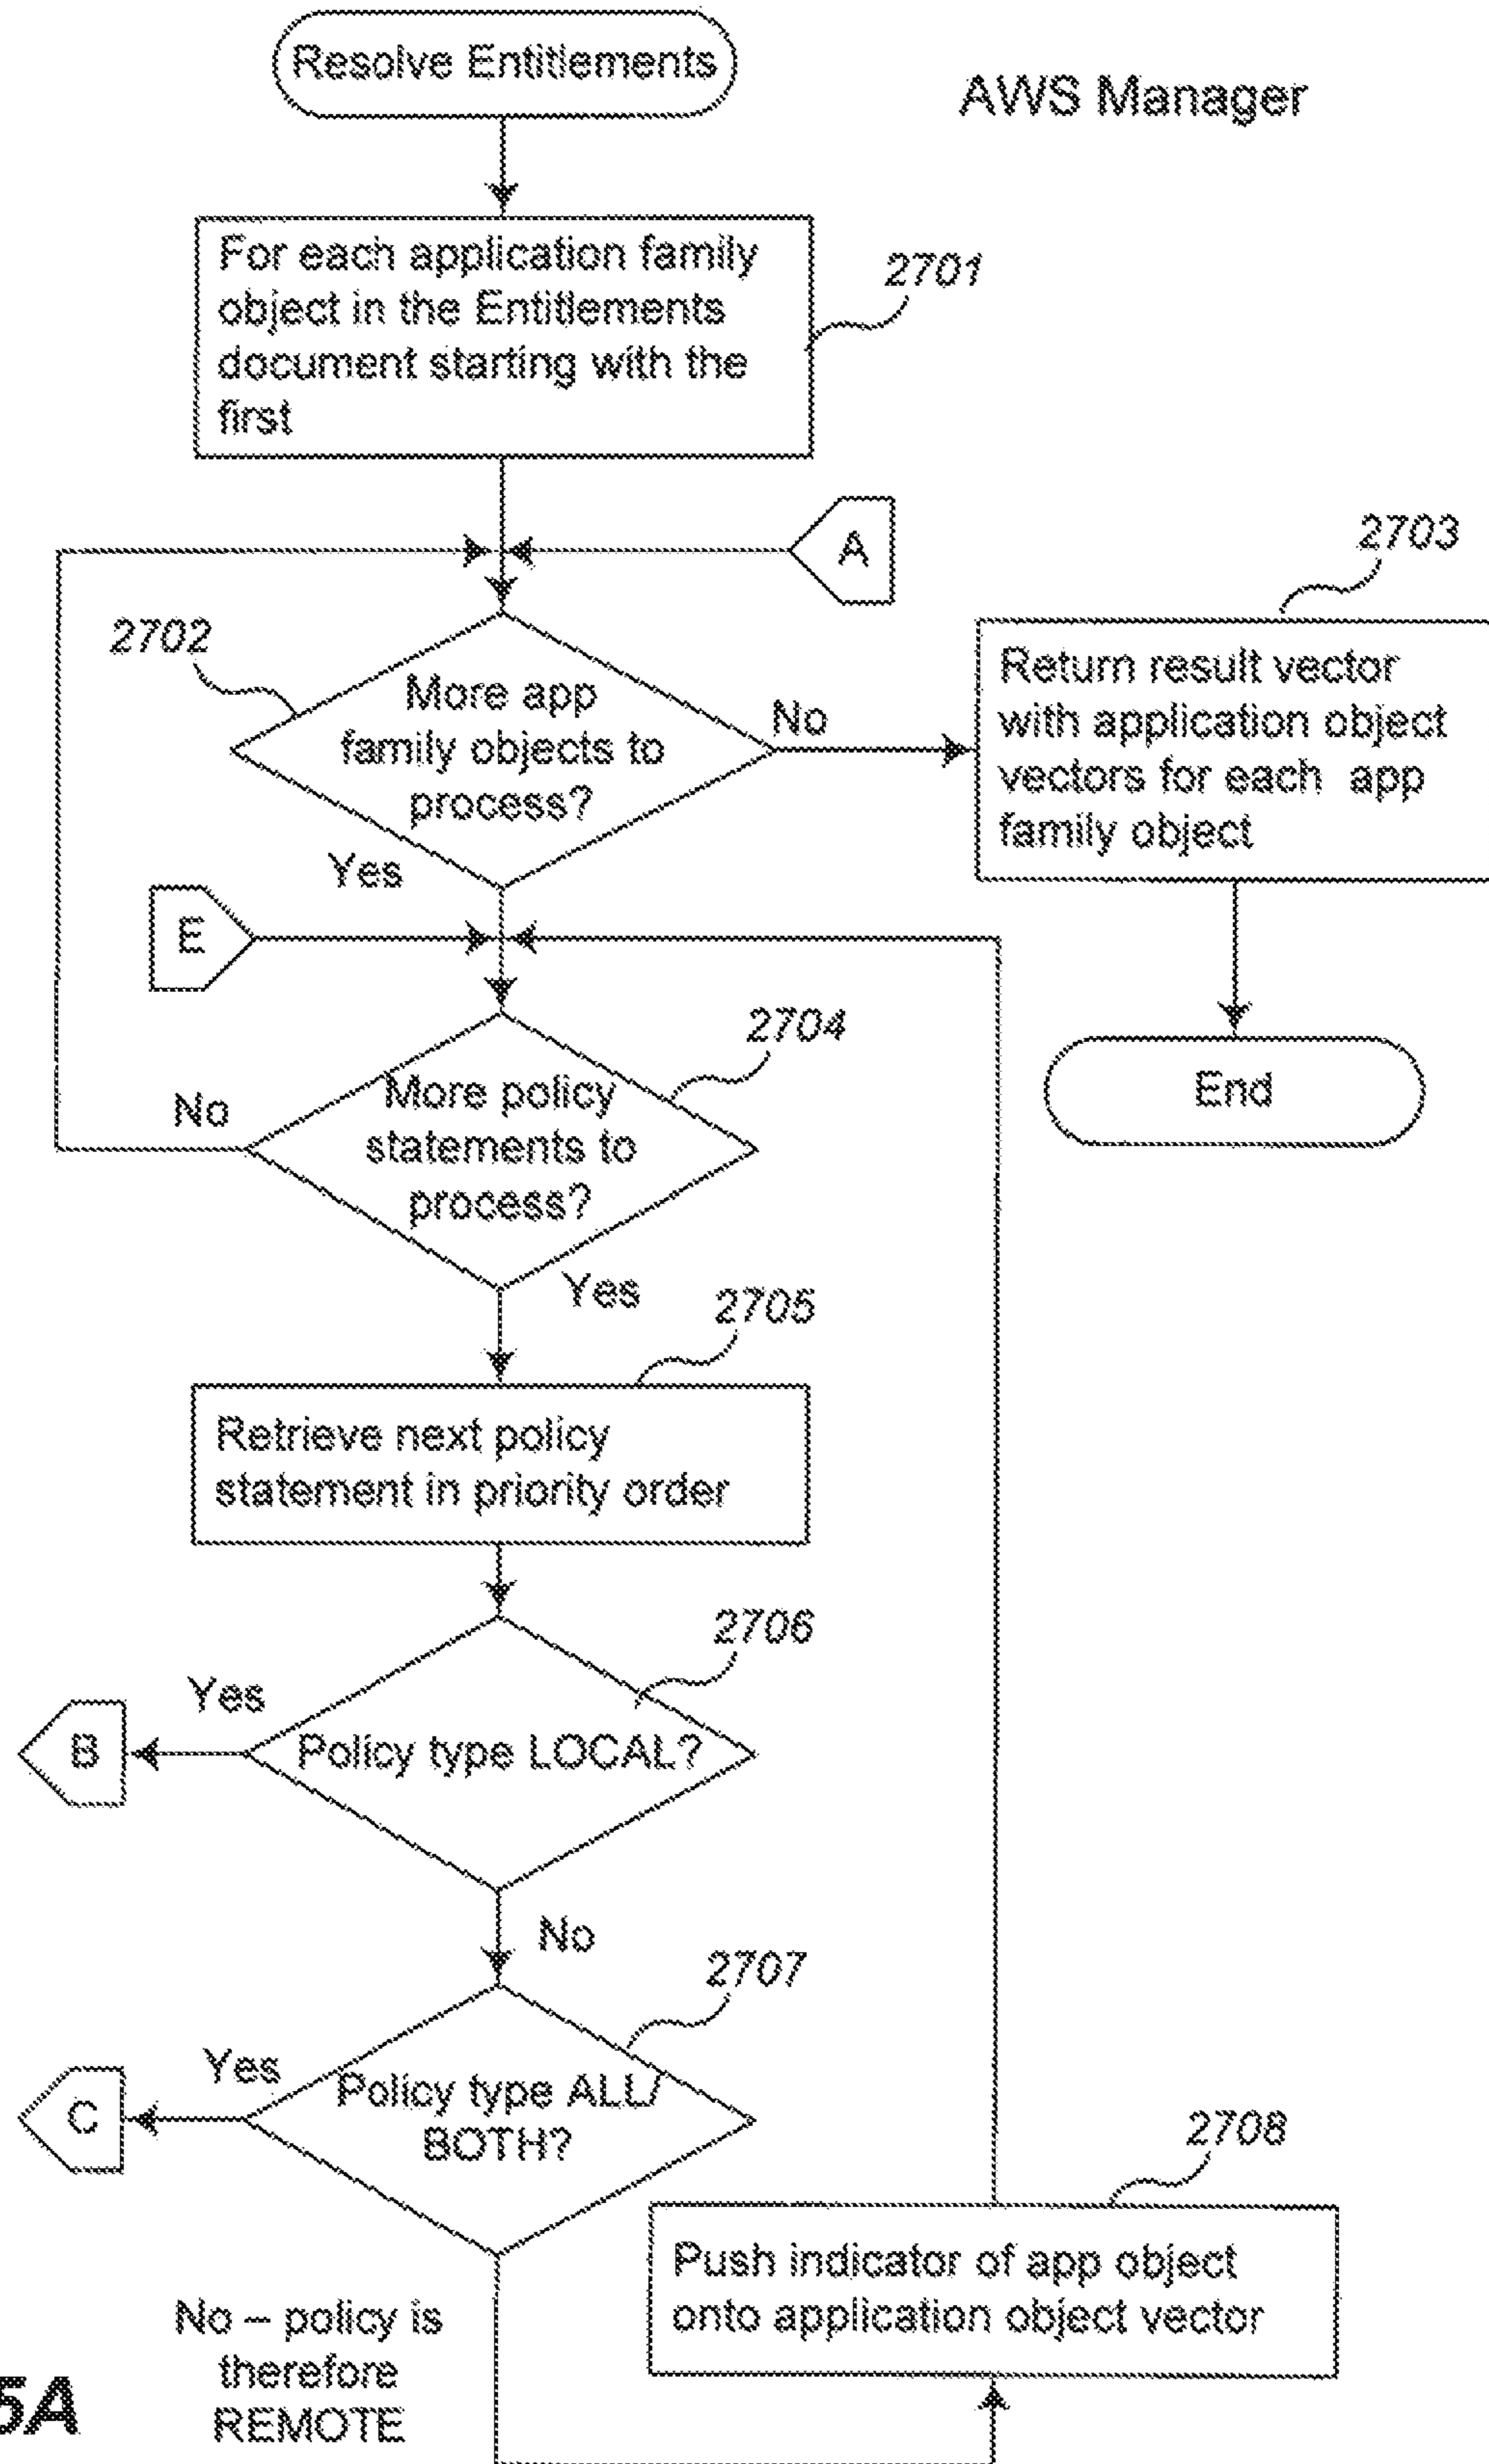 Resolve Entitlements
AWS Manager
For each application family
object in the Entitlements
document starting with the
first
2701
A
2703
2702
More app
family objects to
process?
No
Return result vector
with application object
vectors for each app
family object
Yes
E
2704
No
More policy
statements to
process?
End
Yes
2705
Retrieve next policy
statement in priority order
2706
Yes
B
Policy type LOCAL?
No
2707
Yes
C
Policy type ALL/
BOTH?
2708
Push indicator of app object
onto application object vector
No – policy is
therefore
REMOTE
5A